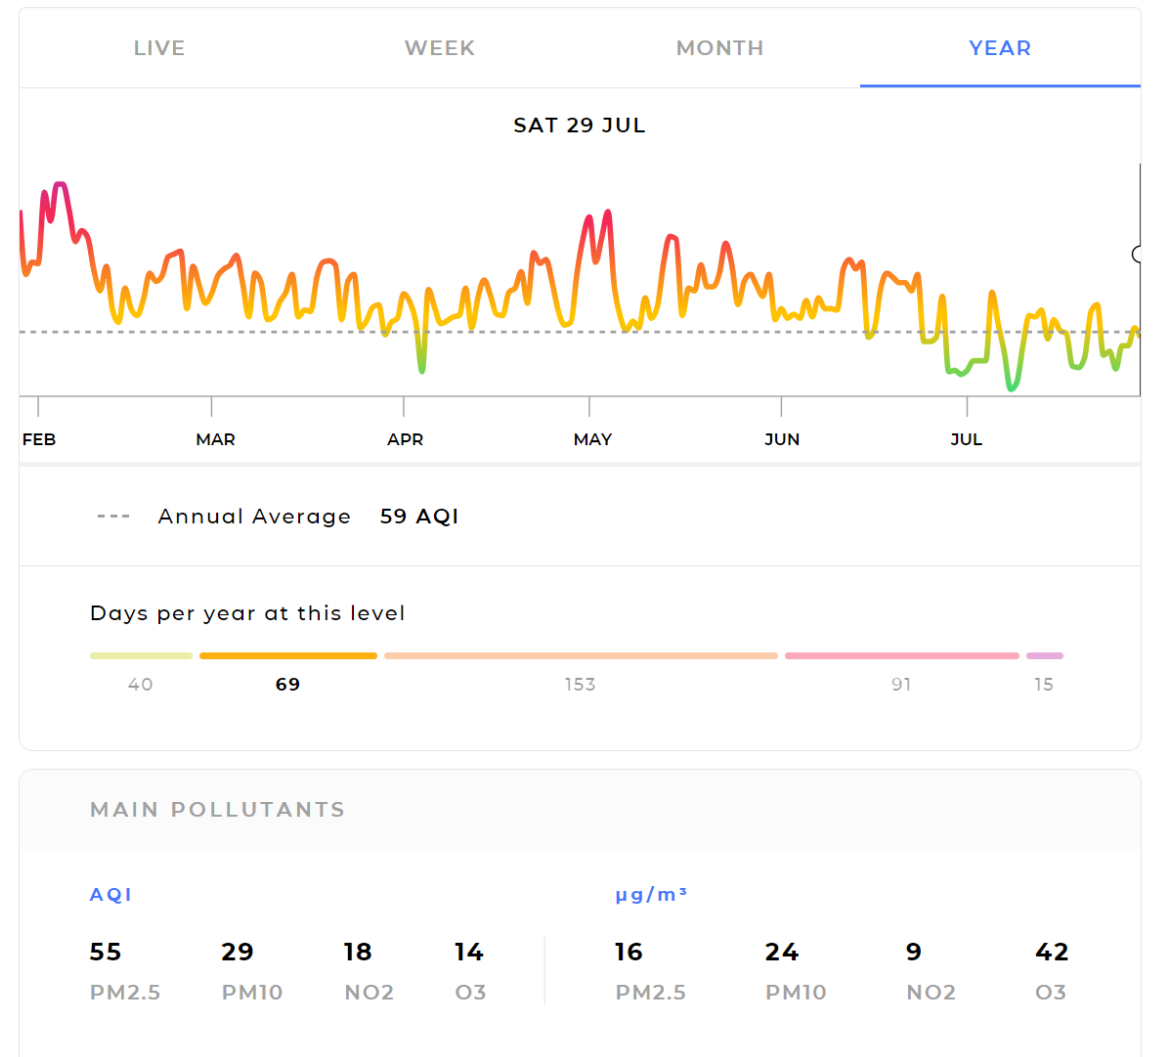 LIVE WEEK MONTH YEAR
SAT 29 JUL
FEB MAR APR MAY JUN JUL
Annual Average 59 AQI
Days per year at this level
40 69 153 91 15
MAIN POLLUTANTS
AQI µg/m³
55 29 18 14 16 24 9 42
PM2.5 PM10 NO2 O3 PM2.5 PM10 NO2 O3